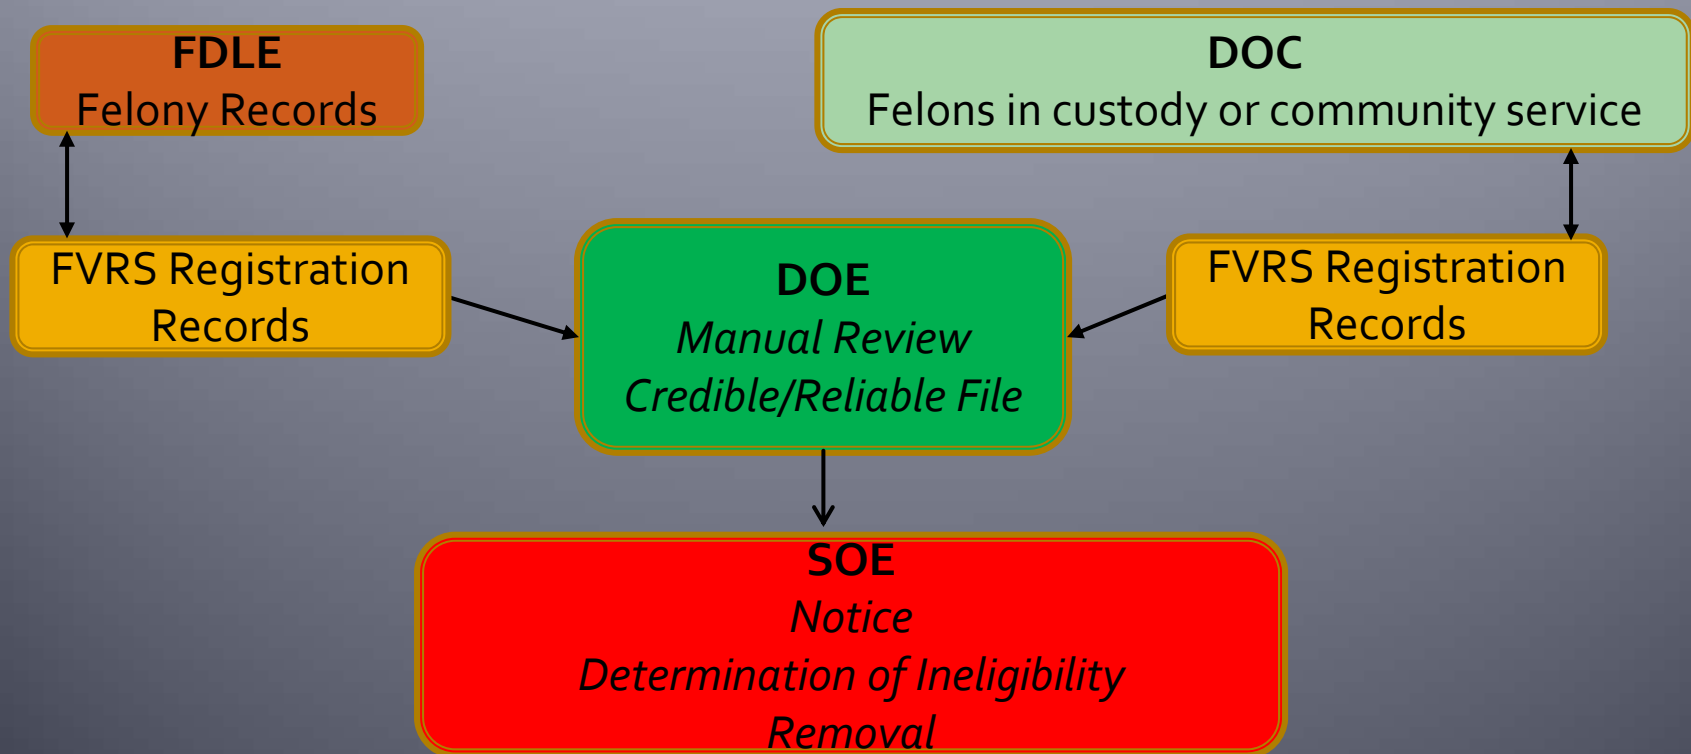 FDLE
Felony Records
DOC
Felons in custody or community service
FVRS Registration
Records
DOE
Manual Review
Credible/Reliable File
FVRS Registration
Records
SOE
Notice
Determination of Ineligibility
Removal